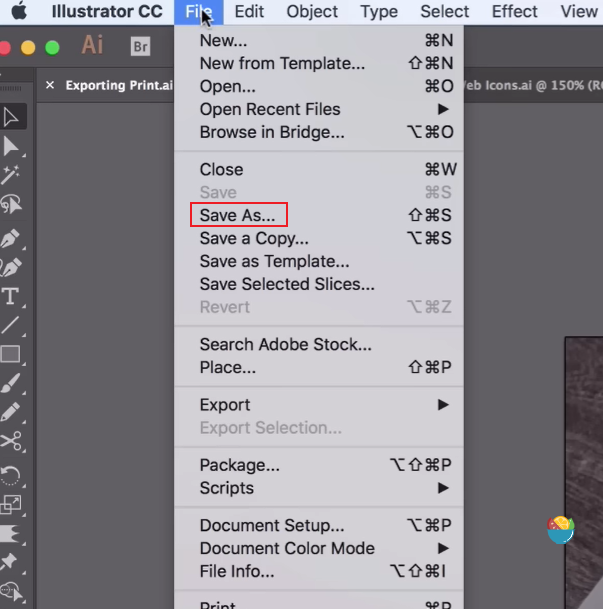 Illustrator CC File Edit Object Type Select Effect View
Ai Br
× Exporting Print.ai eb Icons.ai @ 150% (RG
New... ⌘N
New from Template... ⇧⌘N
Open... ⌘O
Open Recent Files ▶
Browse in Bridge... ⌥⌘O
Close ⌘W
Save ⌘S
Save As... ⇧⌘S
Save a Copy... ⌥⌘S
Save as Template...
Save Selected Slices...
Revert ⌥⌘Z
Search Adobe Stock...
Place... ⇧⌘P
Export ▶
Export Selection...
Package... ⌥⇧⌘P
Scripts ▶
Document Setup... ⌥⌘P
Document Color Mode ▶
File Info... ⌥⇧⌘I
Print... ⌘P